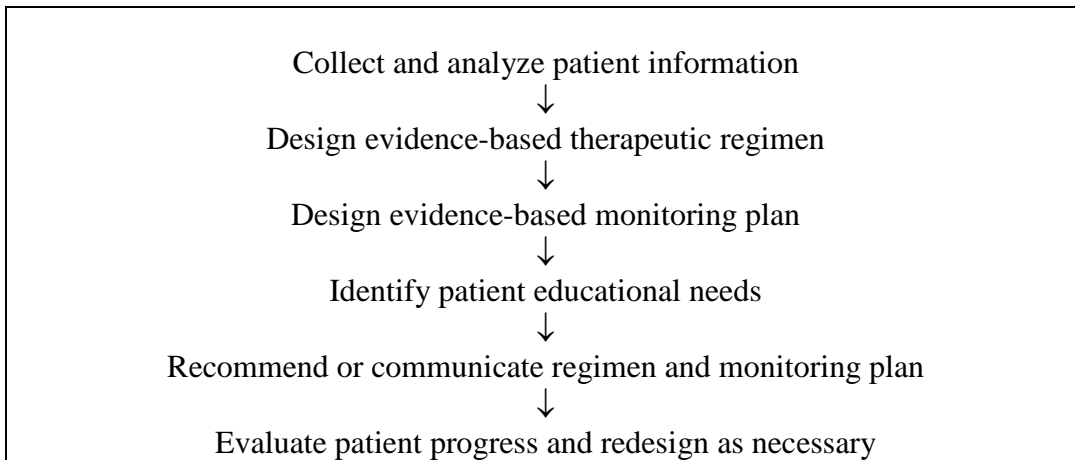 Collect and analyze patient information
↓
Design evidence-based therapeutic regimen
↓
Design evidence-based monitoring plan
↓
Identify patient educational needs
↓
Recommend or communicate regimen and monitoring plan
↓
Evaluate patient progress and redesign as necessary